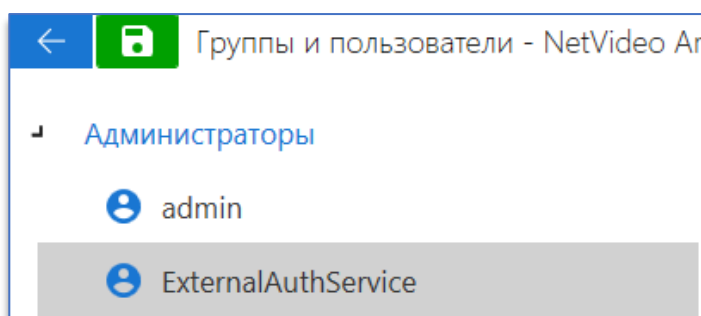 Группы и пользователи - NetVideo
Администраторы
admin
ExternalAuthService